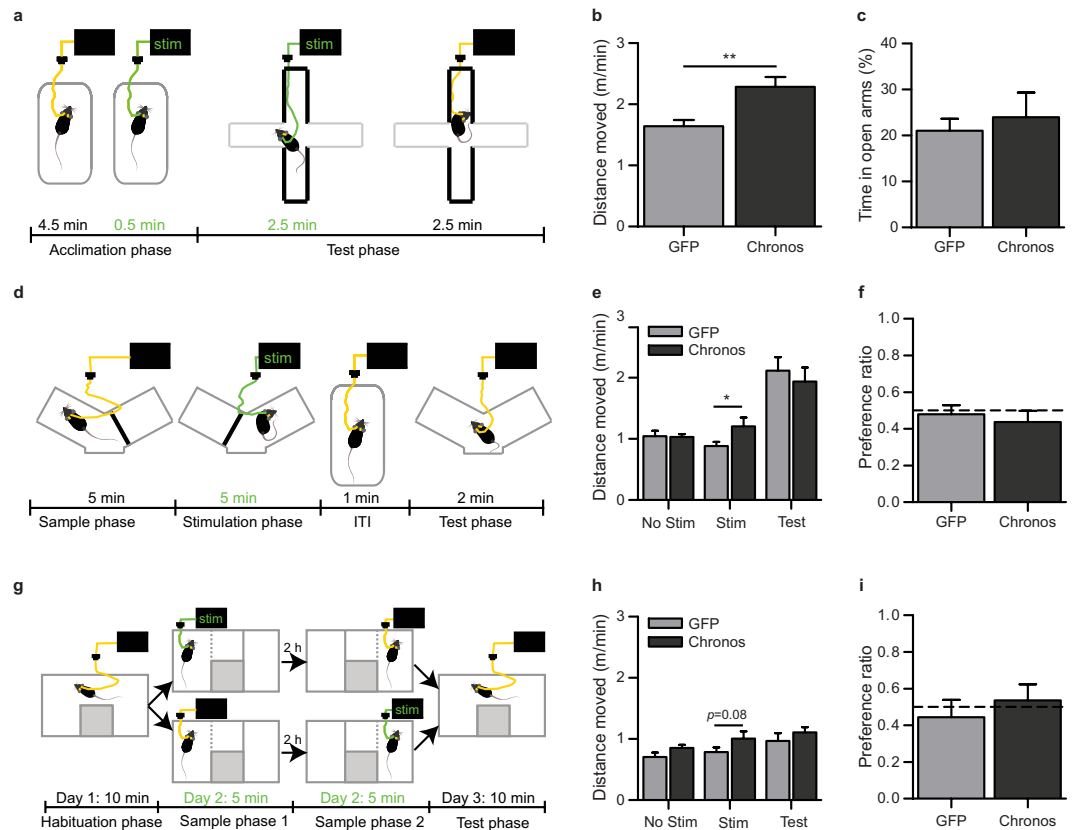 a
stim
stim
4.5 min
0.5 min
2.5 min
2.5 min
Acclimation phase
Test phase
b
Distance moved (m/min)
3
2
1
0
**
GFP
Chronos
c
Time in open arms (%)
40
30
20
10
0
GFP
Chronos
d
stim
5 min
5 min
1 min
2 min
Sample phase
Stimulation phase
ITI
Test phase
e
Distance moved (m/min)
3
2
1
0
GFP
Chronos
*
No Stim
Stim
Test
f
Preference ratio
1.0
0.8
0.6
0.4
0.2
0.0
GFP
Chronos
g
stim
2 h
stim
2 h
Day 1: 10 min
Day 2: 5 min
Day 2: 5 min
Day 3: 10 min
Habituation phase
Sample phase 1
Sample phase 2
Test phase
h
Distance moved (m/min)
3
2
1
0
GFP
Chronos
p=0.08
No Stim
Stim
Test
i
Preference ratio
1.0
0.8
0.6
0.4
0.2
0.0
GFP
Chronos